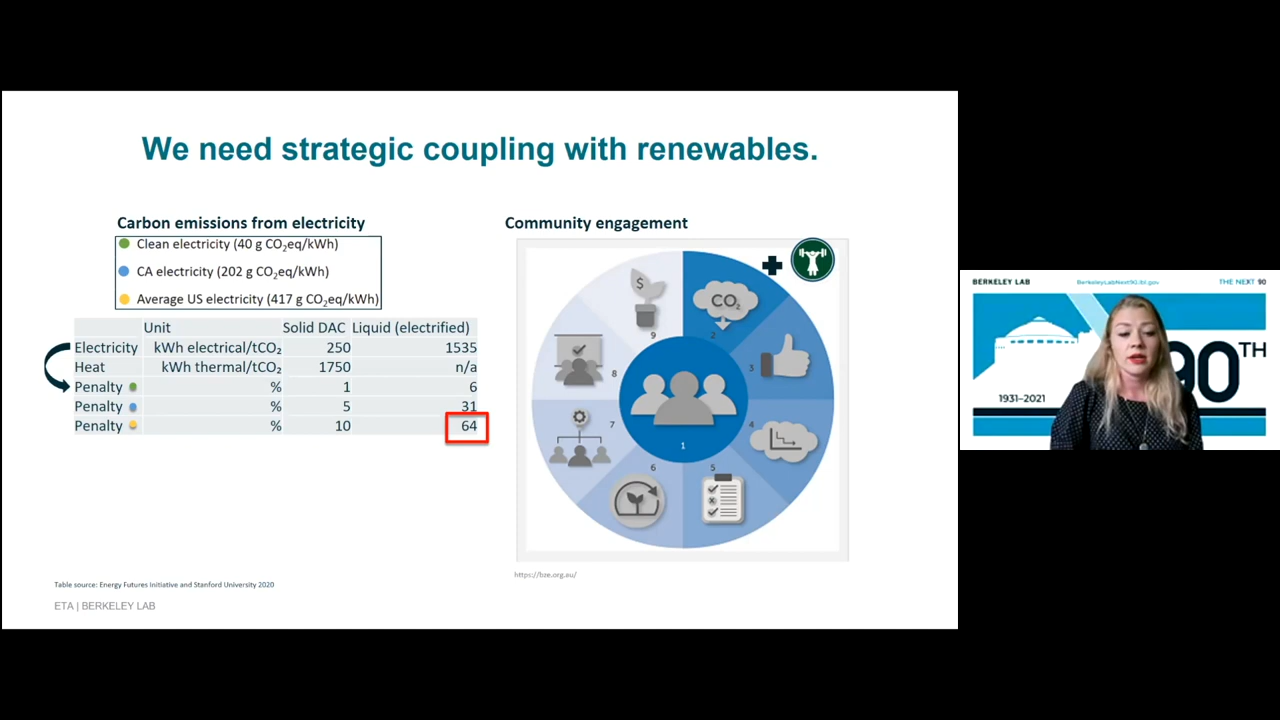 We need strategic coupling with renewables.
Carbon emissions from electricity
Clean electricity (40 g CO₂eq/kWh)
CA electricity (202 g CO₂eq/kWh)
Average US electricity (417 g CO₂eq/kWh)
Unit Solid DAC Liquid (electrified)
Electricity kWh electrical/tCO₂ 250 1535
Heat kWh thermal/tCO₂ 1750 n/a
Penalty % 1 6
Penalty % 5 31
Penalty % 10 64
Community engagement
$
CO₂
1
2
3
4
5
6
7
8
9
https://bze.org.au/
Table source: Energy Futures Initiative and Stanford University 2020
ETA | BERKELEY LAB
BERKELEY LAB BerkeleyLabNext90.lbl.gov THE NEXT 90
90TH
1931–2021